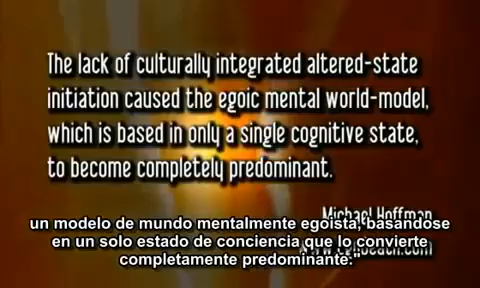 The lack of culturally integrated altered-state
initiation caused the egoic mental world-model,
which is based in only a single cognitive state,
to become completely predominant.
Michael Hoffman
un modelo de mundo mentalmente egoista, basandose
en un solo estado de conciencia que lo convierte
completamente predominante."